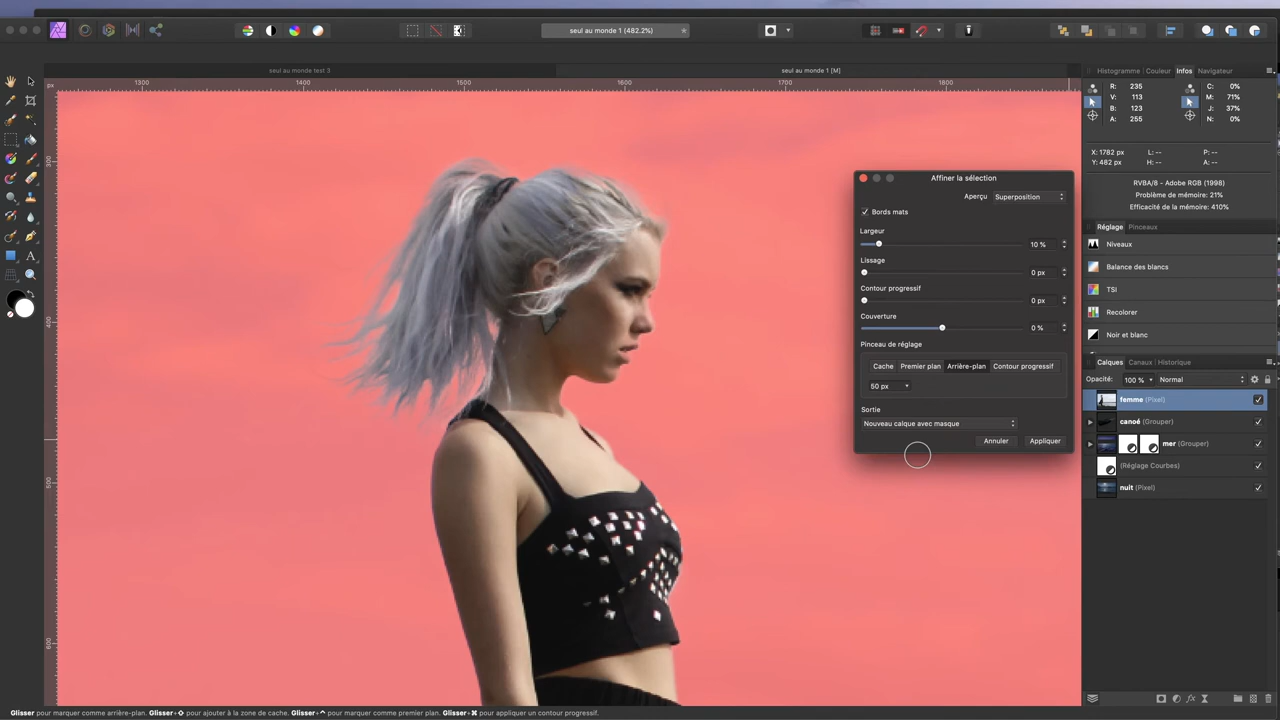 seul au monde 1 (482.2%)
seul au monde test 3
seul au monde 1 [M]
px
1300
1400
1500
1600
1700
1800
300
400
500
600
Affiner la sélection
Aperçu
Superposition
Bords mats
Largeur
10 %
Lissage
0 px
Contour progressif
0 px
Couverture
0 %
Pinceau de réglage
Cache Premier plan Arrière-plan Contour progressif
50 px
Sortie
Nouveau calque avec masque
Annuler Appliquer
Histogramme Couleur Infos Navigateur
R: 235 C: 0%
V: 113 M: 71%
B: 123 J: 37%
A: 255 N: 0%
X: 1782 px L: -- P: --
Y: 482 px H: -- A: --
RVBA/8 - Adobe RGB (1998)
Problème de mémoire: 21%
Efficacité de la mémoire: 410%
Réglage Pinceaux
Niveaux
Balance des blancs
TSI
Recolorer
Noir et blanc
Calques Canaux Historique
Opacité: 100 % Normal
femme (Pixel)
canoé (Grouper)
mer (Grouper)
(Réglage Courbes)
nuit (Pixel)
Glisser pour marquer comme arrière-plan. Glisser+⇧ pour ajouter à la zone de cache. Glisser+⌃ pour marquer comme premier plan. Glisser+⌘ pour appliquer un contour progressif.